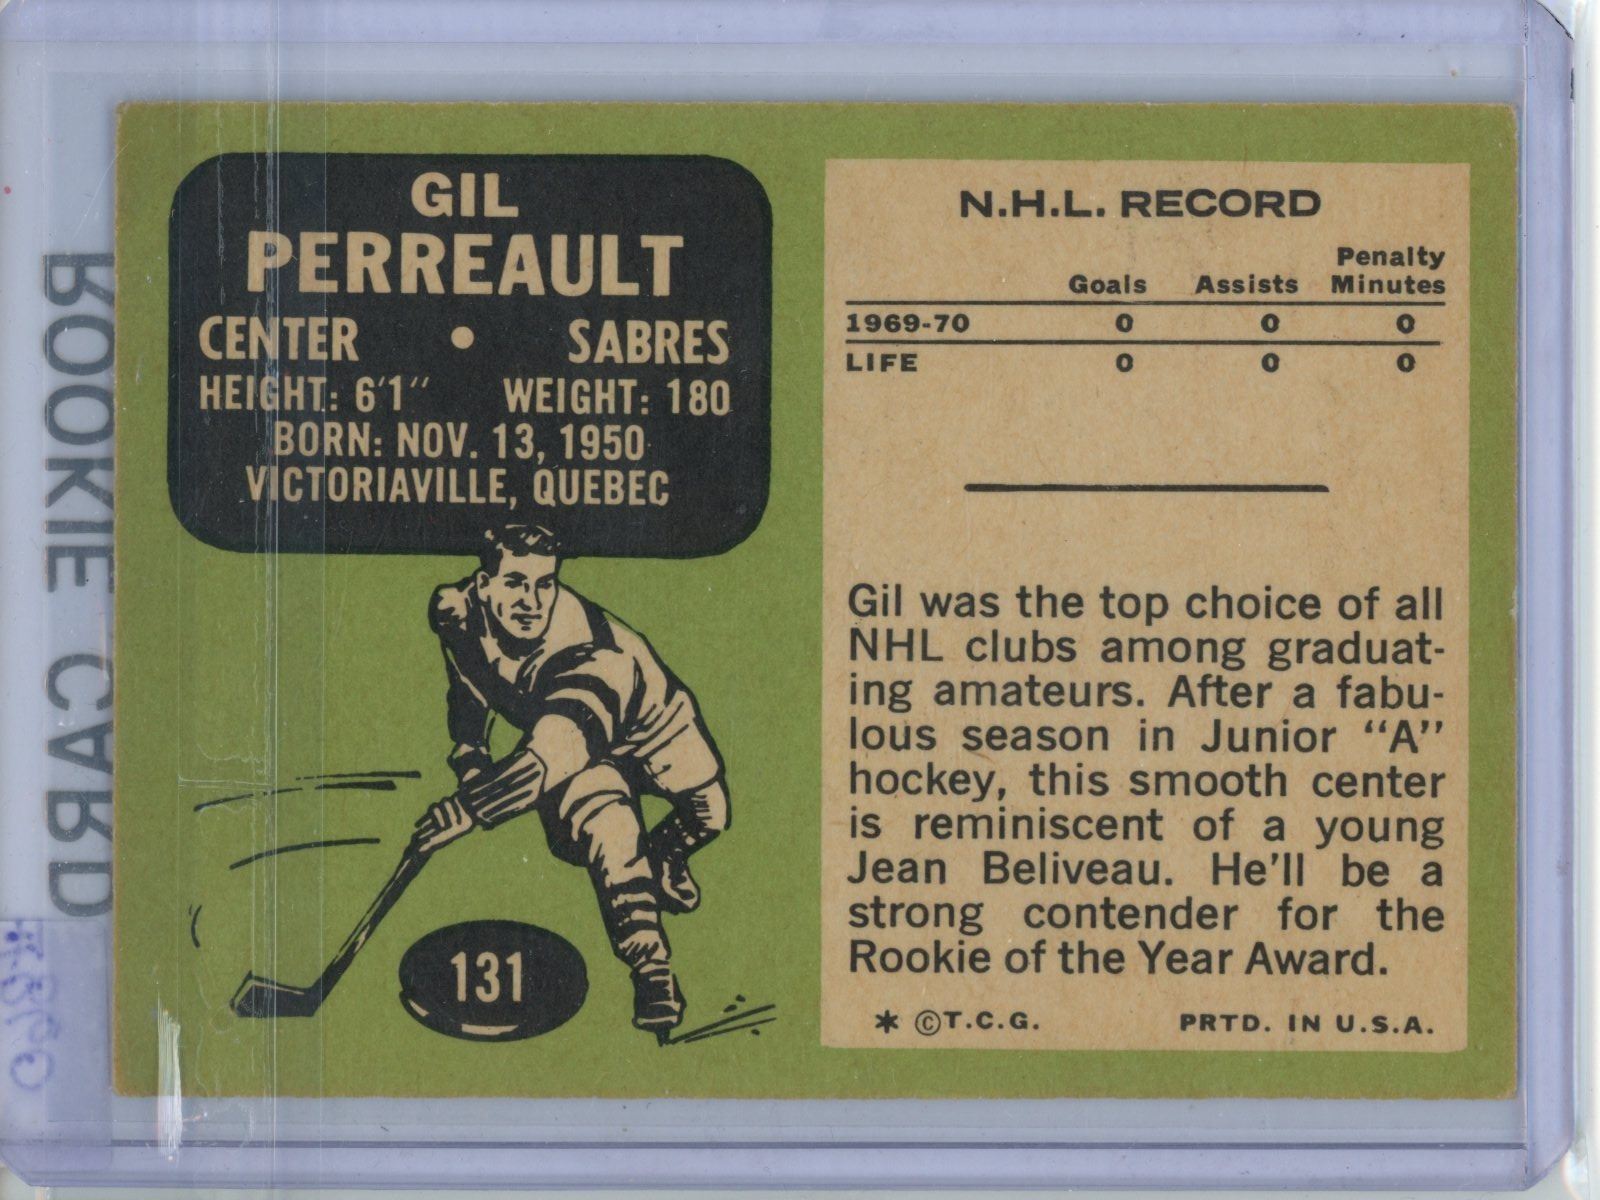 GIL
PERREAULT
CENTER • SABRES
HEIGHT: 6'1" WEIGHT: 180
BORN: NOV. 13, 1950
VICTORIAVILLE, QUEBEC
131
N.H.L. RECORD
Goals Assists Penalty Minutes
1969-70 0 0 0
LIFE 0 0 0
Gil was the top choice of all
NHL clubs among graduat-
ing amateurs. After a fabu-
lous season in Junior "A"
hockey, this smooth center
is reminiscent of a young
Jean Beliveau. He'll be a
strong contender for the
Rookie of the Year Award.
* ©T.C.G. PRTD. IN U.S.A.
ROOKIE CARD